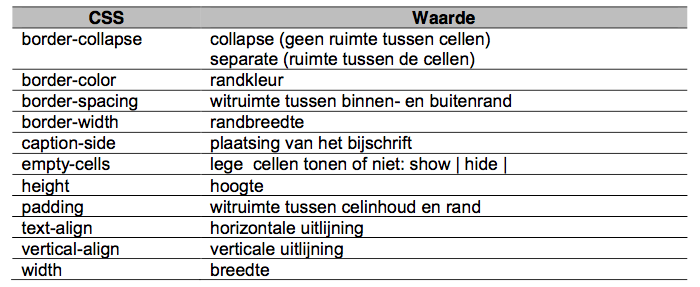 CSS Waarde
border-collapse collapse (geen ruimte tussen cellen)
separate (ruimte tussen de cellen)
border-color randkleur
border-spacing witruimte tussen binnen- en buitenrand
border-width randbreedte
caption-side plaatsing van het bijschrift
empty-cells lege cellen tonen of niet: show | hide |
height hoogte
padding witruimte tussen celinhoud en rand
text-align horizontale uitlijning
vertical-align verticale uitlijning
width breedte